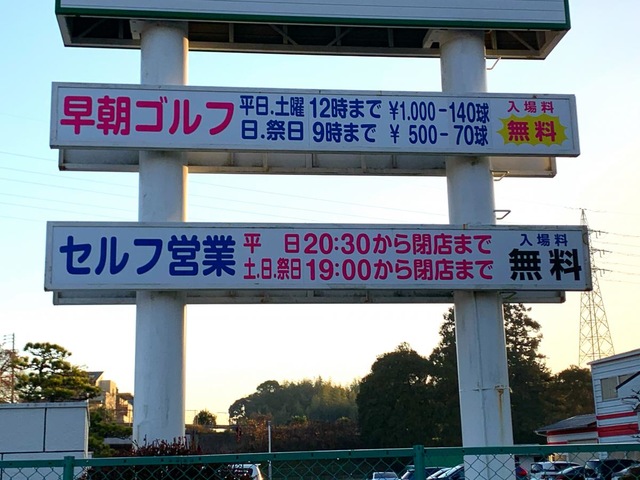 早朝ゴルフ 平日.土曜 12時まで ¥1.000-140球 入場料
日.祭日 9時まで ¥ 500-70球 無料
セルフ営業 平 日20:30から閉店まで 入場料
土.日.祭日19:00から閉店まで 無料